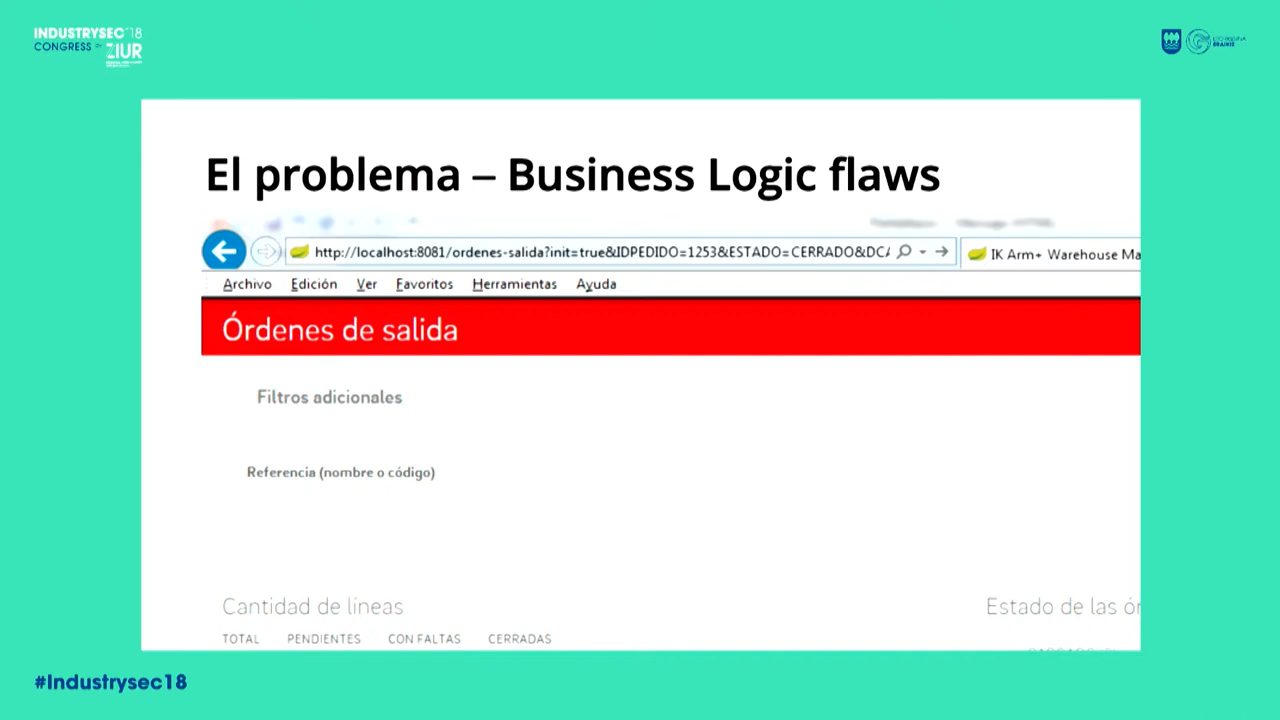 INDUSTRYSEC'18
CONGRESS BY ZIUR
El problema – Business Logic flaws
http://localhost:8081/ordenes-salida?init=true&IDPEDIDO=1253&ESTADO=CERRADO&DCA
IK Arm+ Warehouse Ma
Archivo Edición Ver Favoritos Herramientas Ayuda
Órdenes de salida
Filtros adicionales
Referencia (nombre o código)
Cantidad de líneas
Estado de las ór
TOTAL PENDIENTES CON FALTAS CERRADAS
#Industrysec18